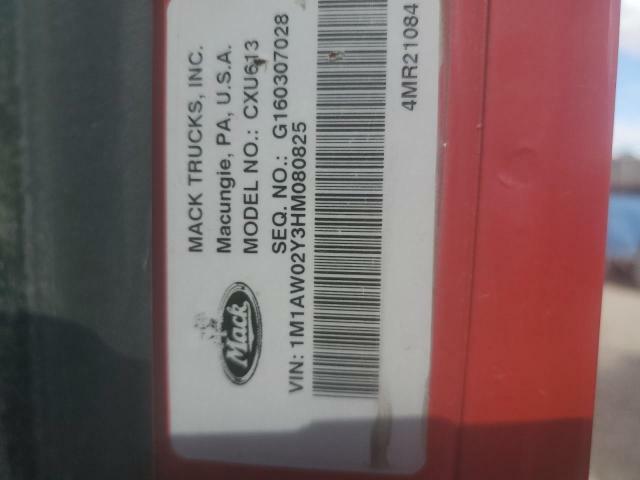 MACK TRUCKS, INC.
Macungie, PA, U.S.A.
MODEL NO.: CXU613
SEQ. NO.: G160307028
Mack
VIN: 1M1AW02Y3HM080825
4MR21084